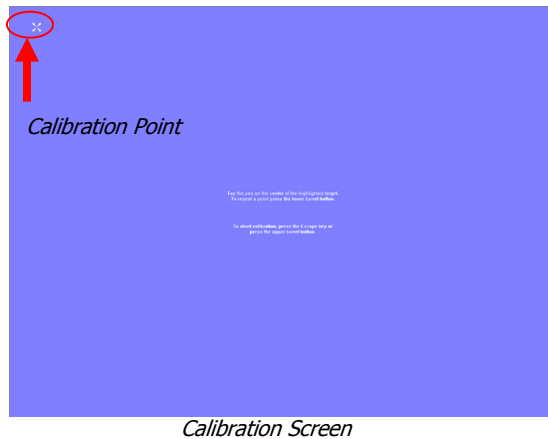 Calibration Point
Tap the pen on the center of the highlighted target.
To repeat a point press the lower barrel button.
To abort calibration, press the Escape key or
press the upper barrel button.
Calibration Screen